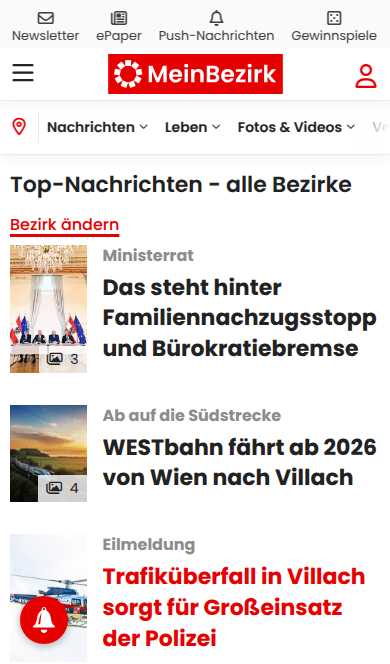 Newsletter ePaper Push-Nachrichten Gewinnspiele
MeinBezirk
Nachrichten Leben Fotos & Videos
Top-Nachrichten - alle Bezirke
Bezirk ändern
Ministerrat
Das steht hinter
Familiennachzugsstopp
und Bürokratiebremse
3
Ab auf die Südstrecke
WESTbahn fährt ab 2026
von Wien nach Villach
4
Eilmeldung
Trafiküberfall in Villach
sorgt für Großeinsatz
der Polizei